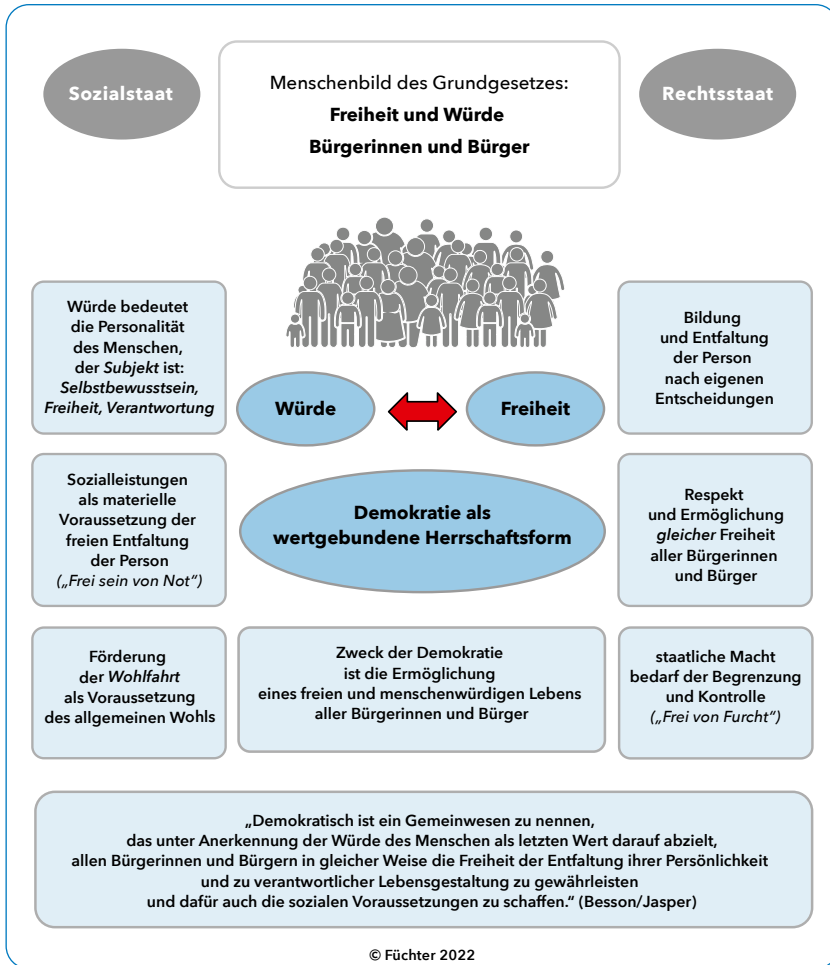 Sozialstaat
Menschenbild des Grundgesetzes:
Freiheit und Würde
Bürgerinnen und Bürger
Rechtsstaat
Würde bedeutet
die Personalität
des Menschen,
der Subjekt ist:
Selbstbewusstsein,
Freiheit, Verantwortung
Würde
Freiheit
Bildung
und Entfaltung
der Person
nach eigenen
Entscheidungen
Sozialleistungen
als materielle
Voraussetzung der
freien Entfaltung
der Person
(„Frei sein von Not“)
Demokratie als
wertgebundene Herrschaftsform
Respekt
und Ermöglichung
gleicher Freiheit
aller Bürgerinnen
und Bürger
Förderung
der Wohlfahrt
als Voraussetzung
des allgemeinen Wohls
Zweck der Demokratie
ist die Ermöglichung
eines freien und menschenwürdigen Lebens
aller Bürgerinnen und Bürger
staatliche Macht
bedarf der Begrenzung
und Kontrolle
(„Frei von Furcht“)
„Demokratisch ist ein Gemeinwesen zu nennen,
das unter Anerkennung der Würde des Menschen als letzten Wert darauf abzielt,
allen Bürgerinnen und Bürgern in gleicher Weise die Freiheit der Entfaltung ihrer Persönlichkeit
und zu verantwortlicher Lebensgestaltung zu gewährleisten
und dafür auch die sozialen Voraussetzungen zu schaffen.“ (Besson/Jasper)
© Füchter 2022